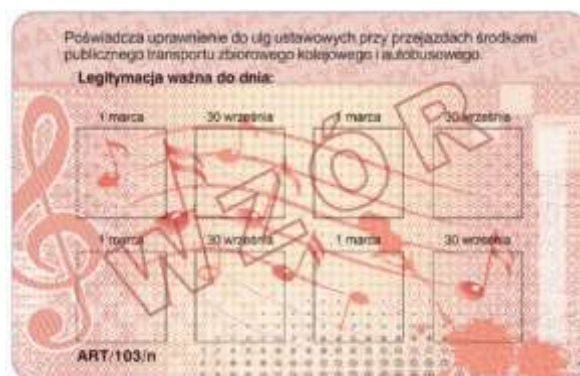 Poświadcza uprawnienie do ulg ustawowych przy przejazdach środkami
publicznego transportu zbiorowego kolejowego i autobusowego.
Legitymacja ważna do dnia:
1 marca 30 września 1 marca 30 września
1 marca 30 września 1 marca 30 września
WZÓR
ART/103/n